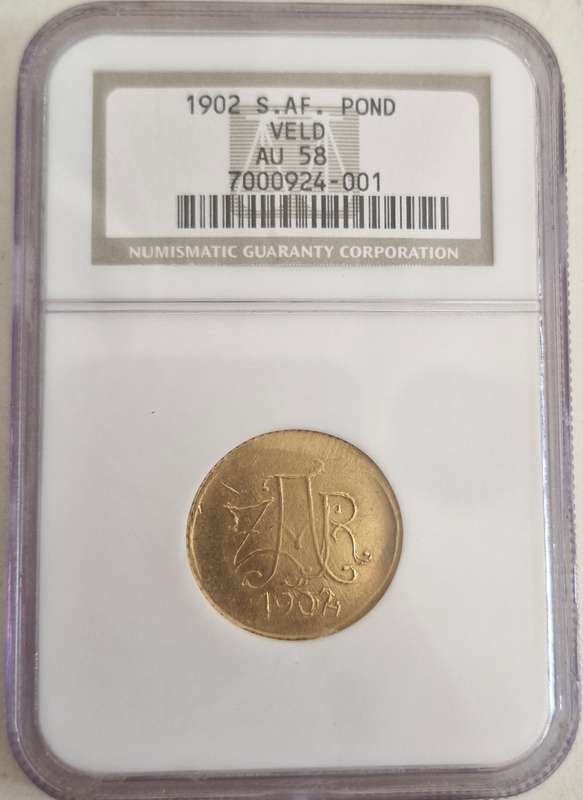 1902 S.AF. POND
VELD
AU 58
7000924-001
NUMISMATIC GUARANTY CORPORATION
ZAR
1902